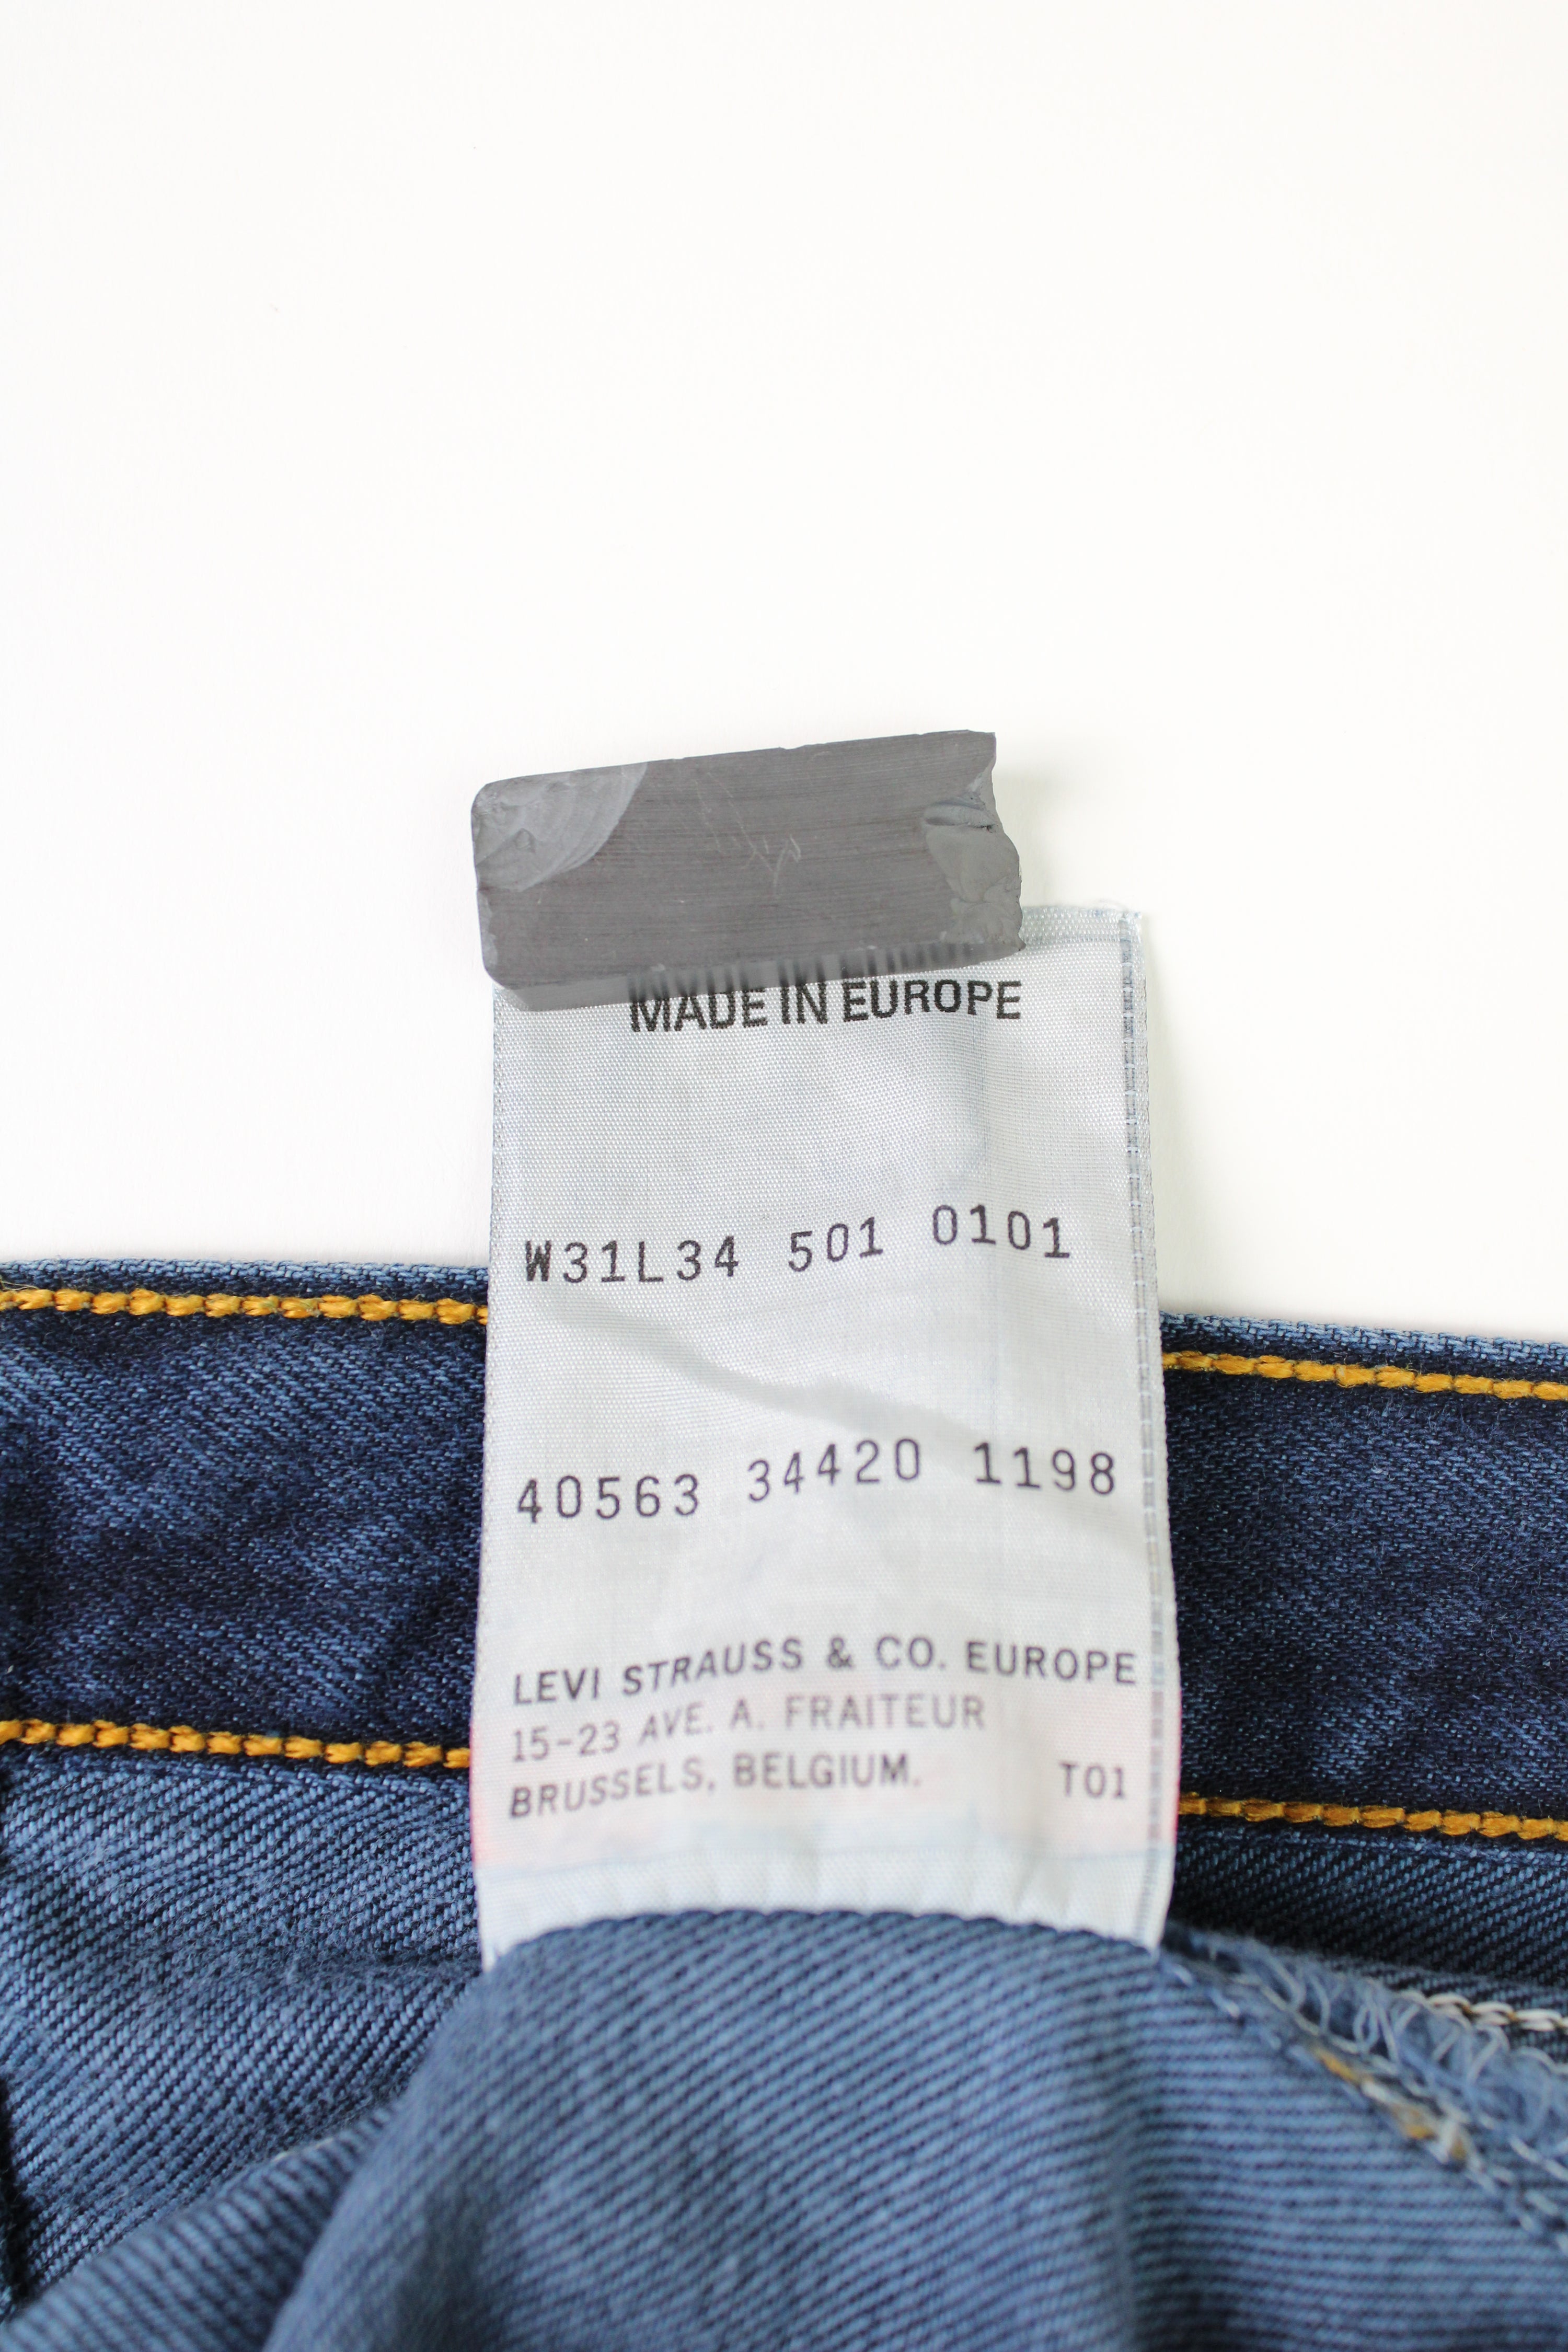 MADE IN EUROPE
W31L34 501 0101
40563 34420 1198
LEVI STRAUSS & CO. EUROPE
15-23 AVE. A. FRAITEUR
BRUSSELS, BELGIUM. T01